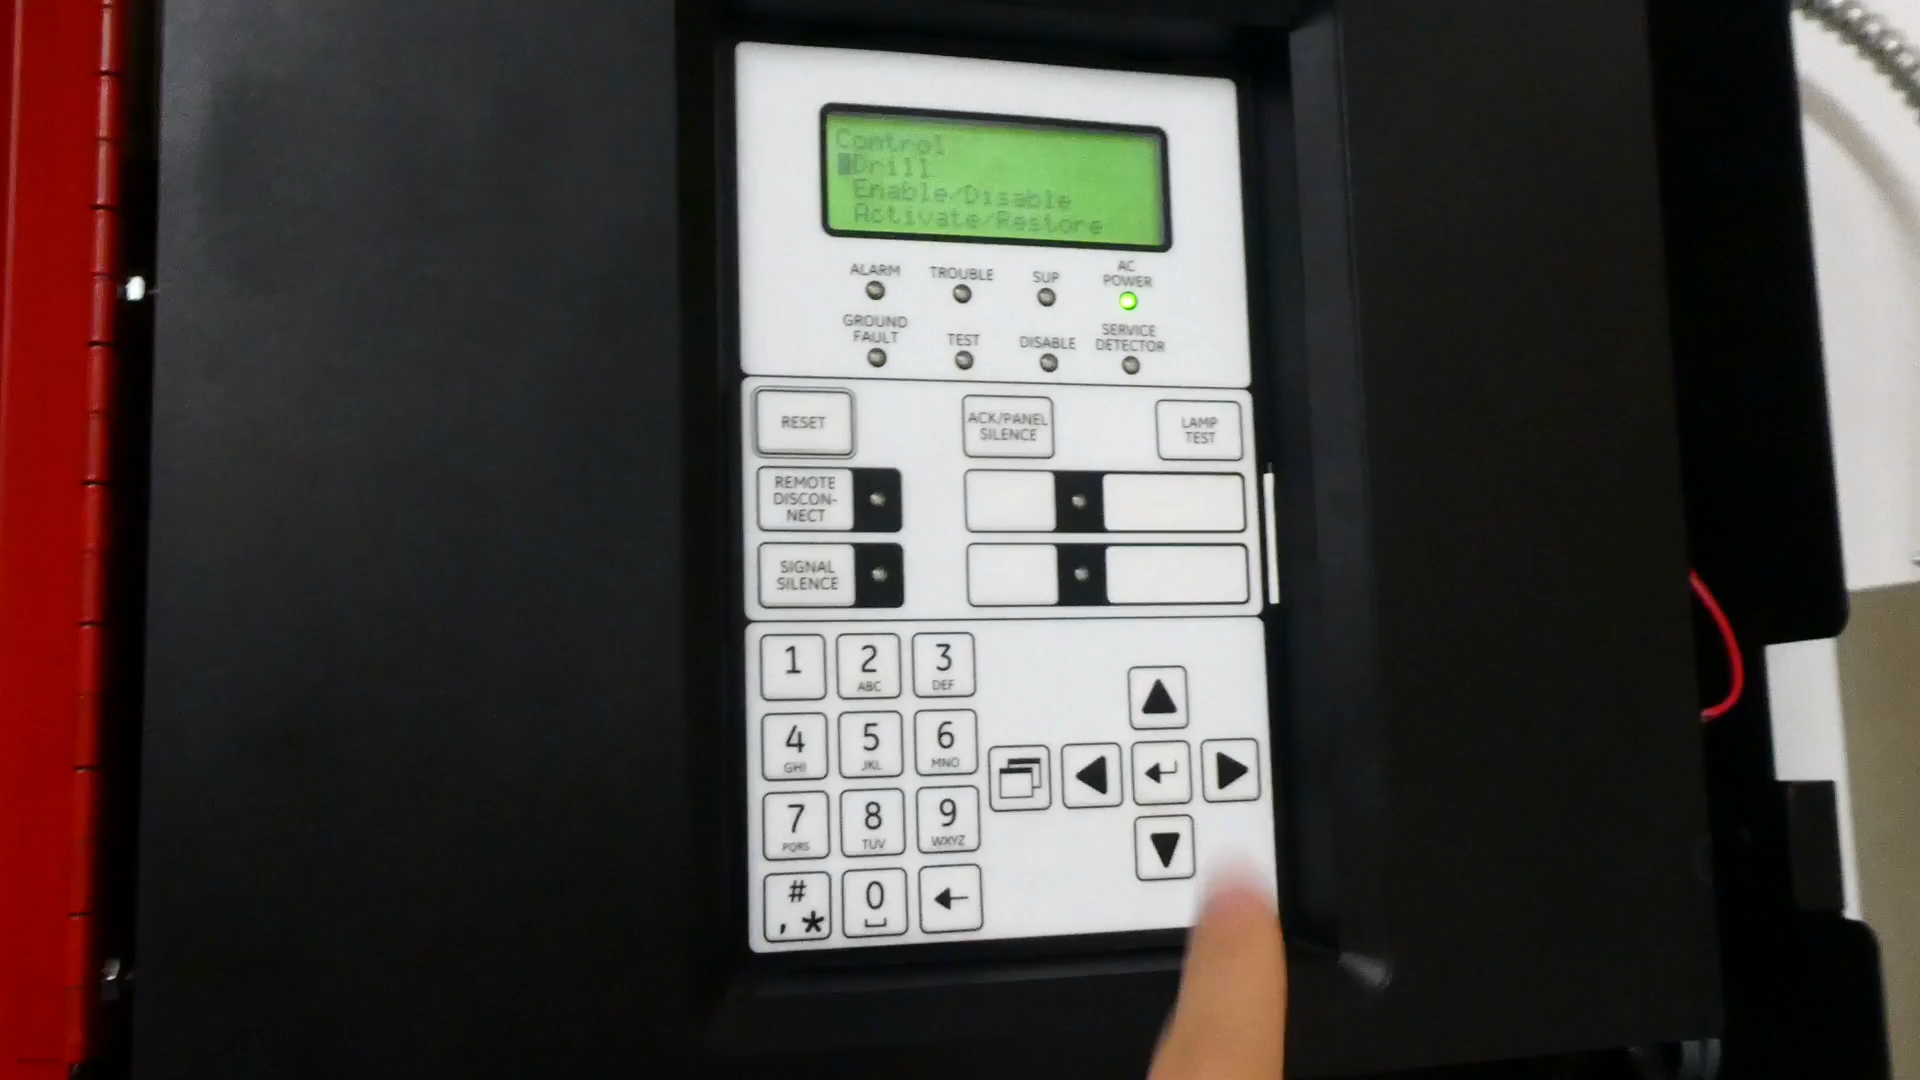 Control
Drill
Enable/Disable
Activate/Restore
ALARM
TROUBLE
SUP
AC
POWER
GROUND
FAULT
TEST
DISABLE
SERVICE
DETECTOR
RESET
ACK/PANEL
SILENCE
LAMP
TEST
REMOTE
DISCON-
NECT
SIGNAL
SILENCE
1
2
ABC
3
DEF
4
GHI
5
JKL
6
MNO
7
PQRS
8
TUV
9
WXYZ
#
, *
0